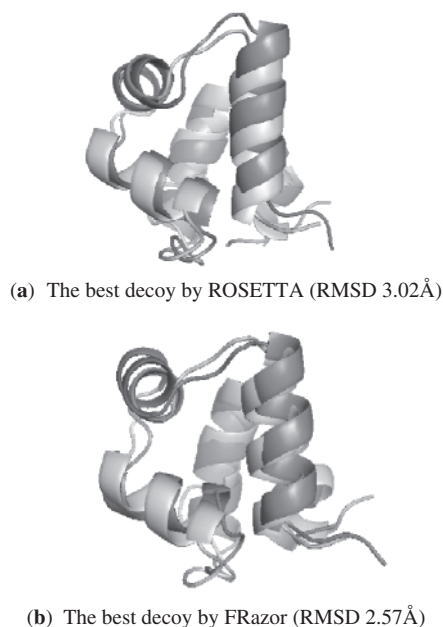 (a) The best decoy by ROSETTA (RMSD 3.02Å)
(b) The best decoy by FRazor (RMSD 2.57Å)